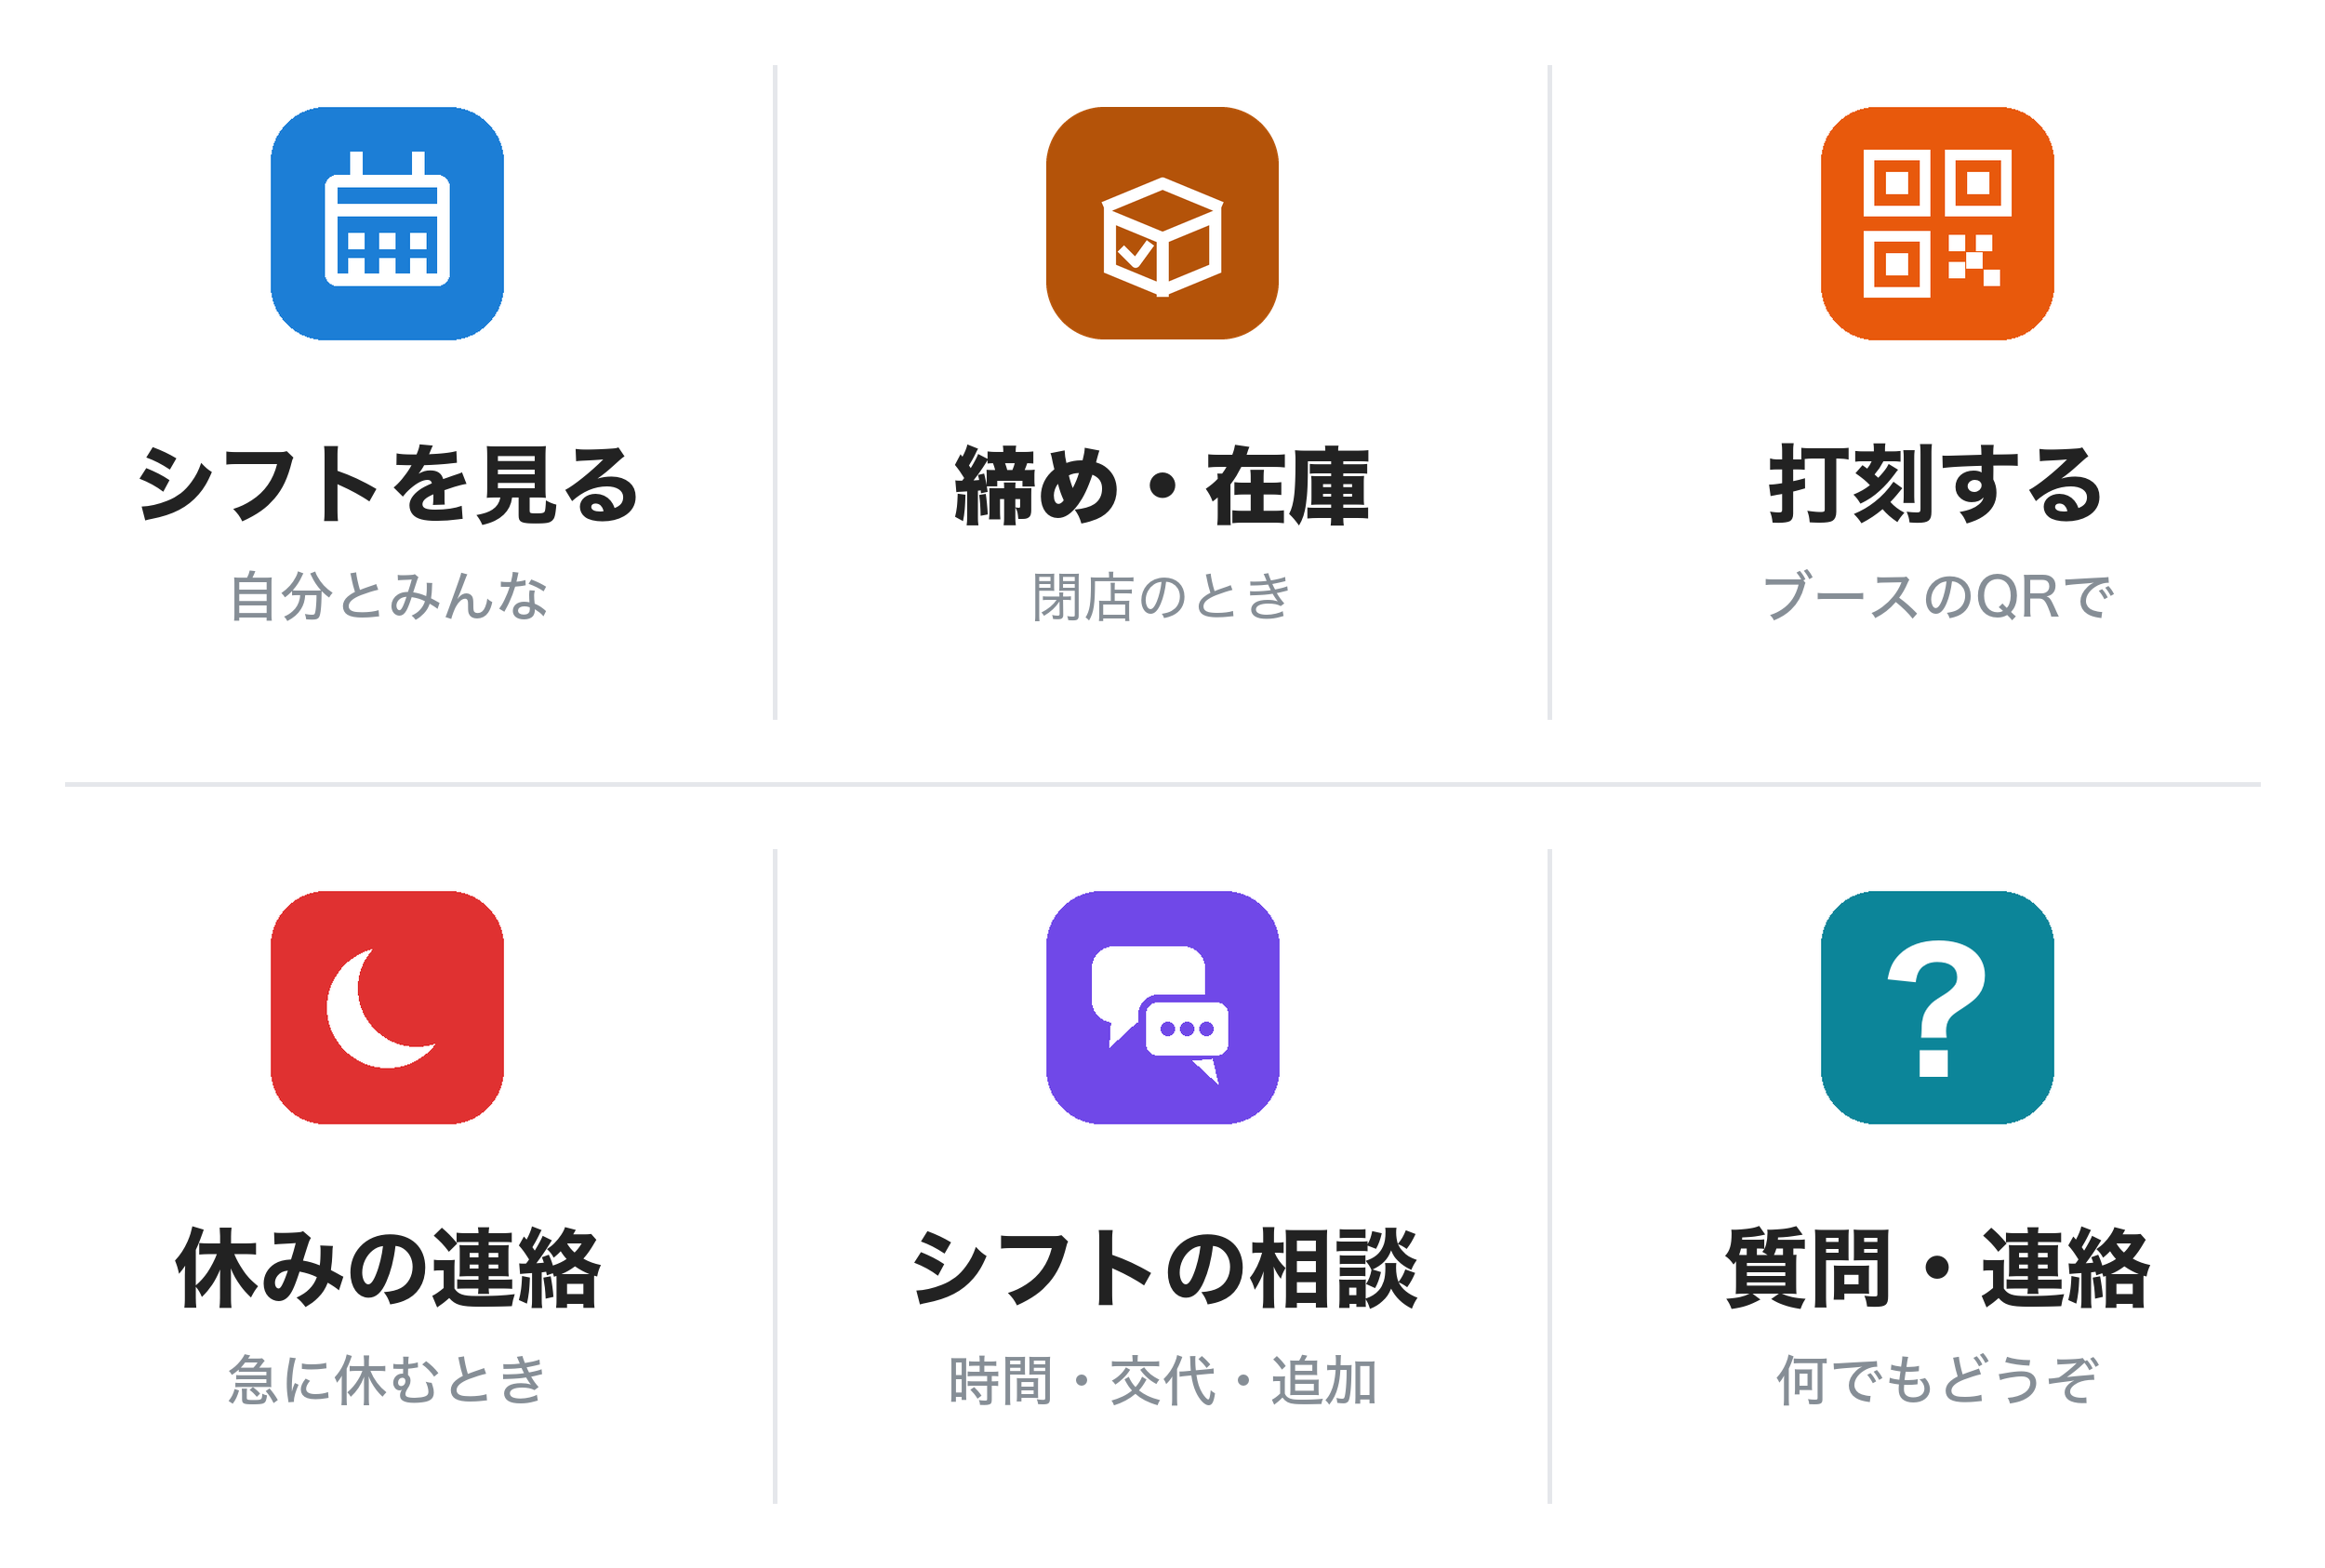 シフトを見る
自分とみんな
締め・在庫
閉店のとき
打刻する
ブースのQRで
休みの連絡
急に休むとき
シフトの相談
時間・交代・追加
質問・連絡
何でもどうぞ
?